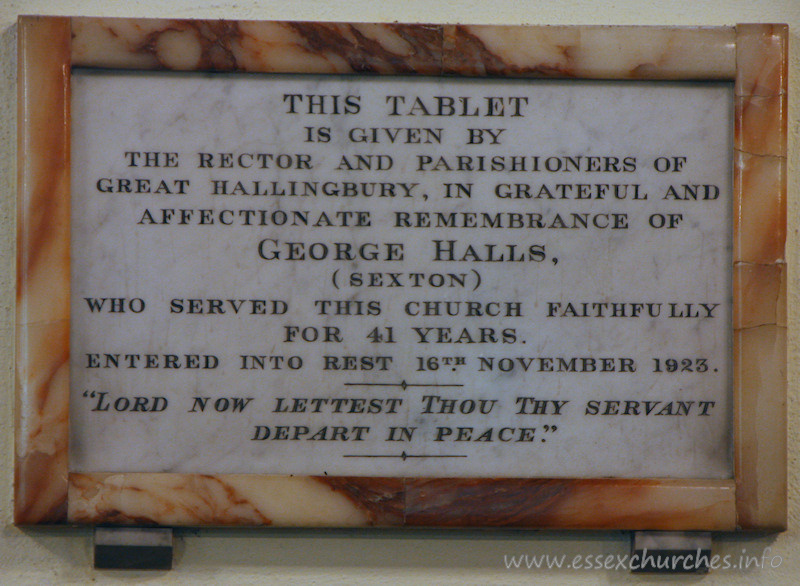 THIS TABLET
IS GIVEN BY
THE RECTOR AND PARISHIONERS OF
GREAT HALLINGBURY, IN GRATEFUL AND
AFFECTIONATE REMEMBRANCE OF
GEORGE HALLS,
(SEXTON)
WHO SERVED THIS CHURCH FAITHFULLY
FOR 41 YEARS.
ENTERED INTO REST 16TH. NOVEMBER 1923.
"LORD NOW LETTEST THOU THY SERVANT
DEPART IN PEACE."
www.essexchurches.info